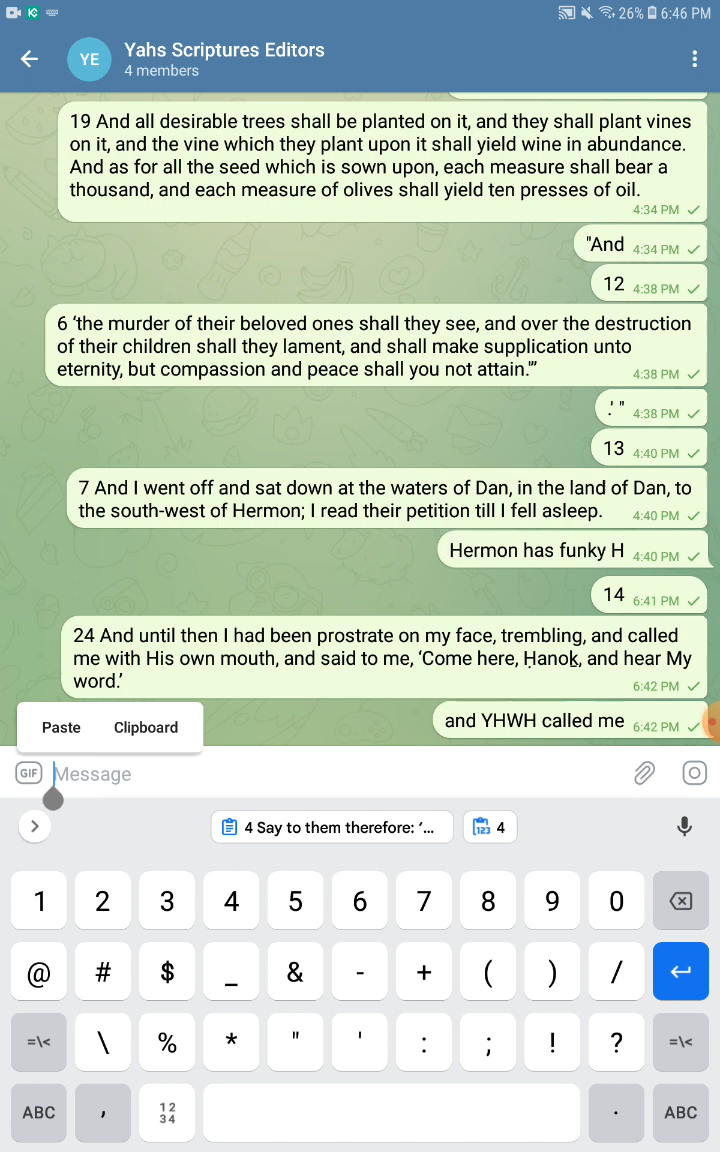 26% 6:46 PM
YE
Yahs Scriptures Editors
4 members
19 And all desirable trees shall be planted on it, and they shall plant vines
on it, and the vine which they plant upon it shall yield wine in abundance.
And as for all the seed which is sown upon, each measure shall bear a
thousand, and each measure of olives shall yield ten presses of oil.
4:34 PM
"And 4:34 PM
12 4:38 PM
6 ‘the murder of their beloved ones shall they see, and over the destruction
of their children shall they lament, and shall make supplication unto
eternity, but compassion and peace shall you not attain.’”
4:38 PM
.’ " 4:38 PM
13 4:40 PM
7 And I went off and sat down at the waters of Dan, in the land of Dan, to
the south-west of Hermon; I read their petition till I fell asleep. 4:40 PM
Hermon has funky H 4:40 PM
14 6:41 PM
24 And until then I had been prostrate on my face, trembling, and called
me with His own mouth, and said to me, ‘Come here, Ḥanoḵ, and hear My
word.’ 6:42 PM
and YHWH called me 6:42 PM
Paste Clipboard
GIF Message
4 Say to them therefore: ‘... 123 4
1 2 3 4 5 6 7 8 9 0
@ # $ _ & - + ( ) /
=\< \ % * " ' : ; ! ? =\<
ABC , 12 34 . ABC